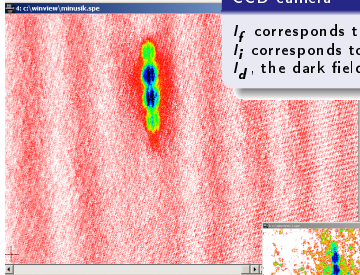 4: c:\winview\minusik.spe
CCD camera
I_f corresponds t
I_i corresponds to
I_d, the dark field